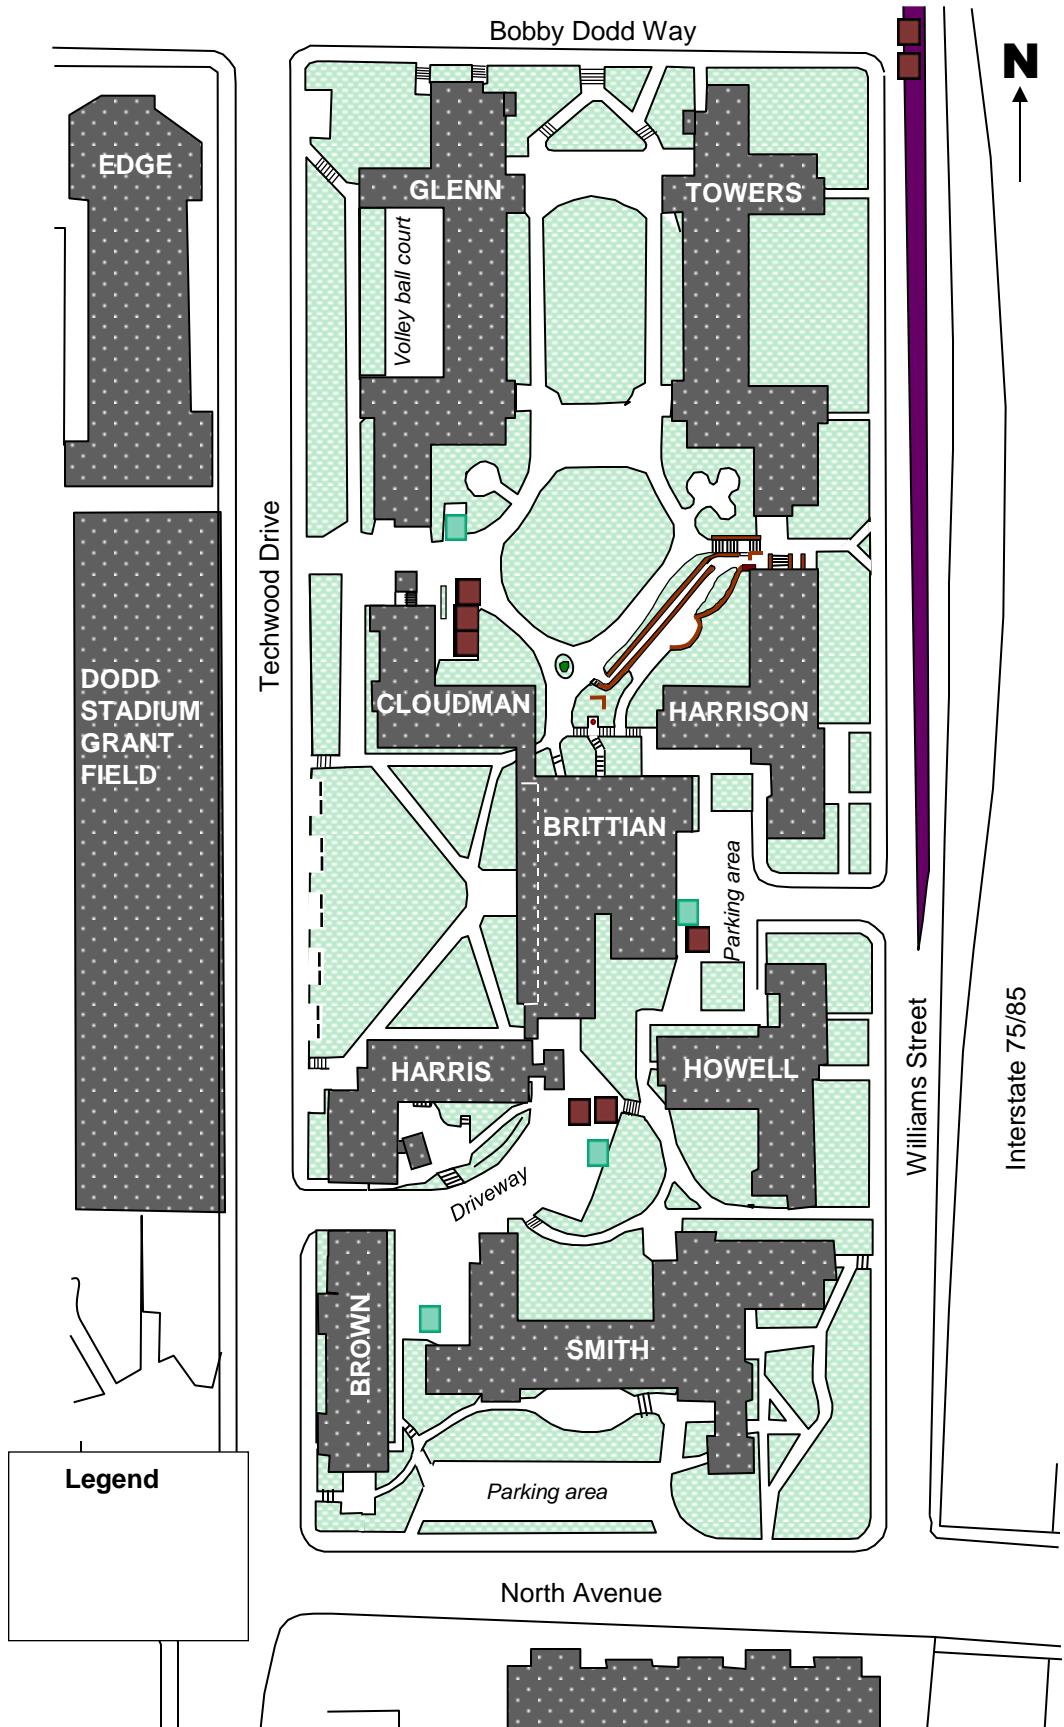 Bobby Dodd Way
N
EDGE
GLENN
TOWERS
Volley ball court
Techwood Drive
DODD
STADIUM
GRANT
FIELD
CLOUDMAN
HARRISON
BRITTIAN
Parking area
HARRIS
HOWELL
Williams Street
Interstate 75/85
Driveway
BROWN
SMITH
Legend
Parking area
North Avenue